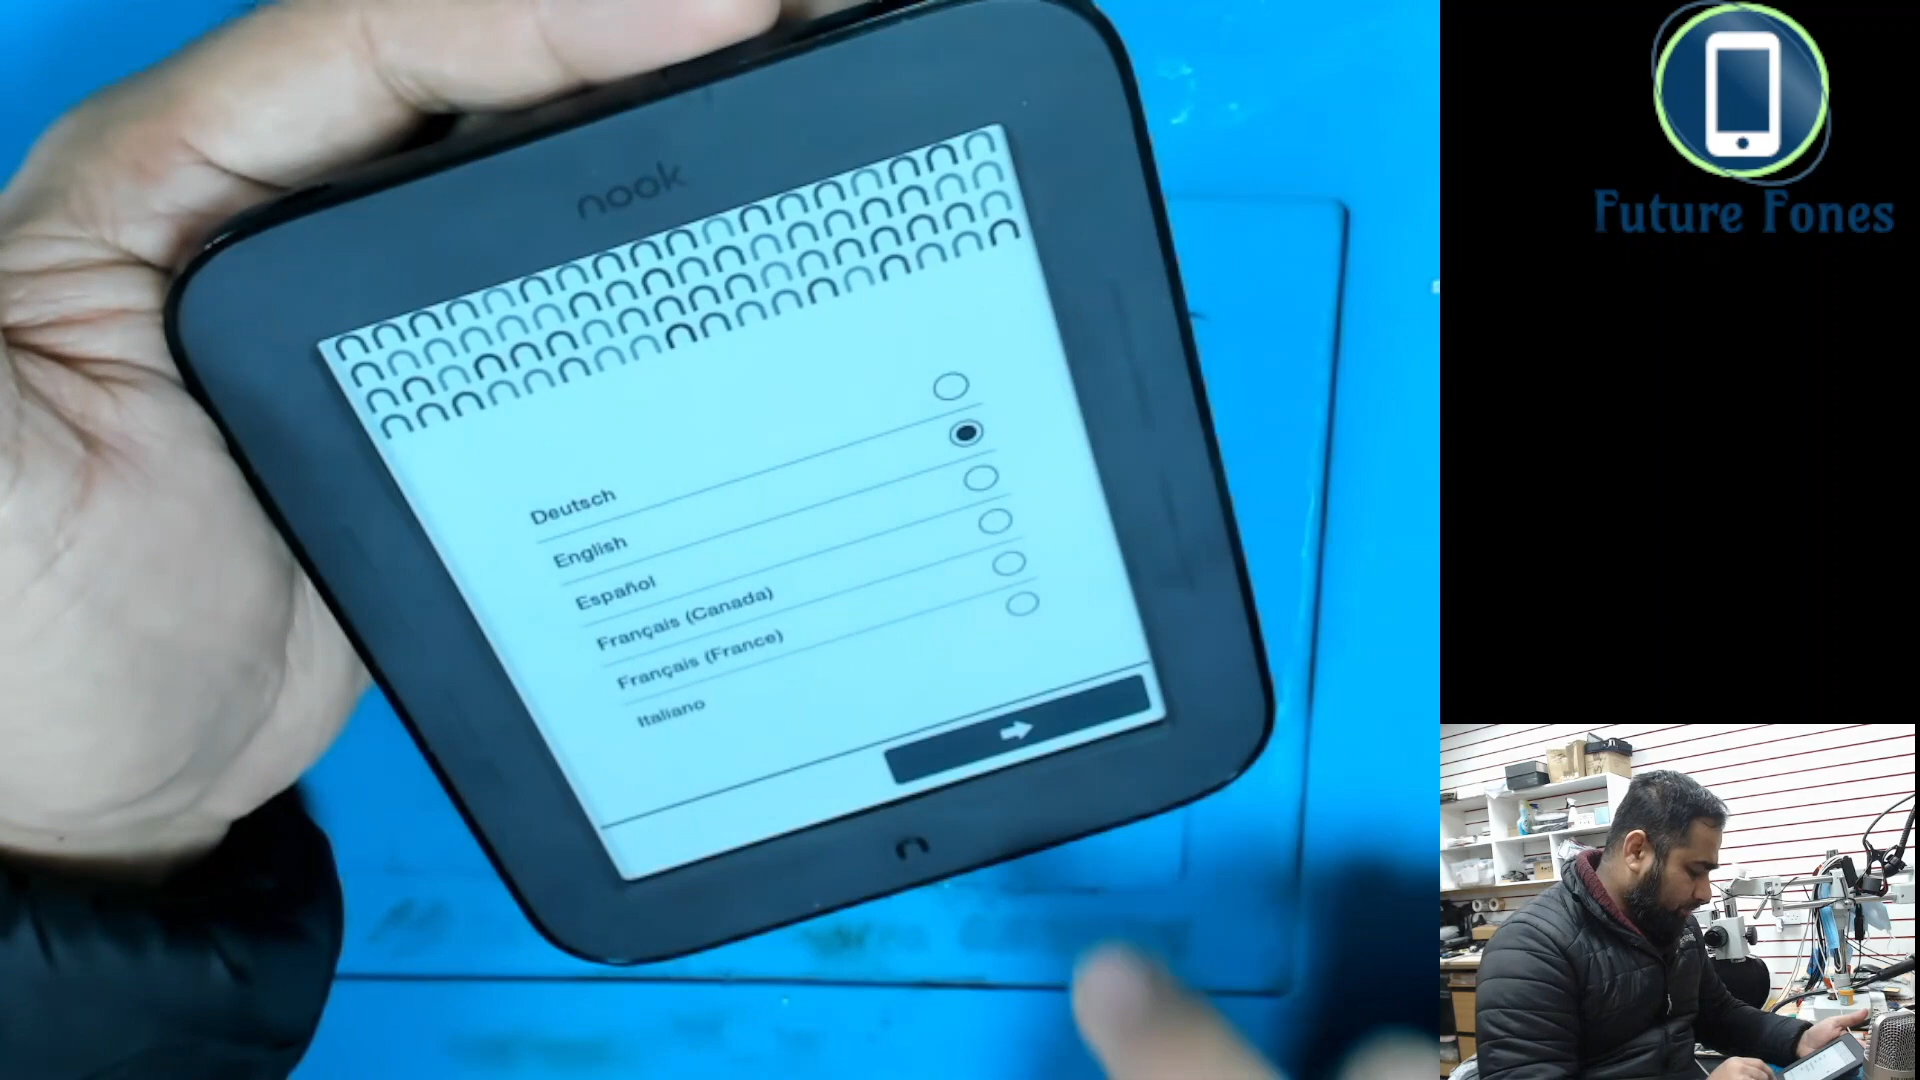 nook
Deutsch
English
Español
Français (Canada)
Français (France)
Italiano
Future Fones